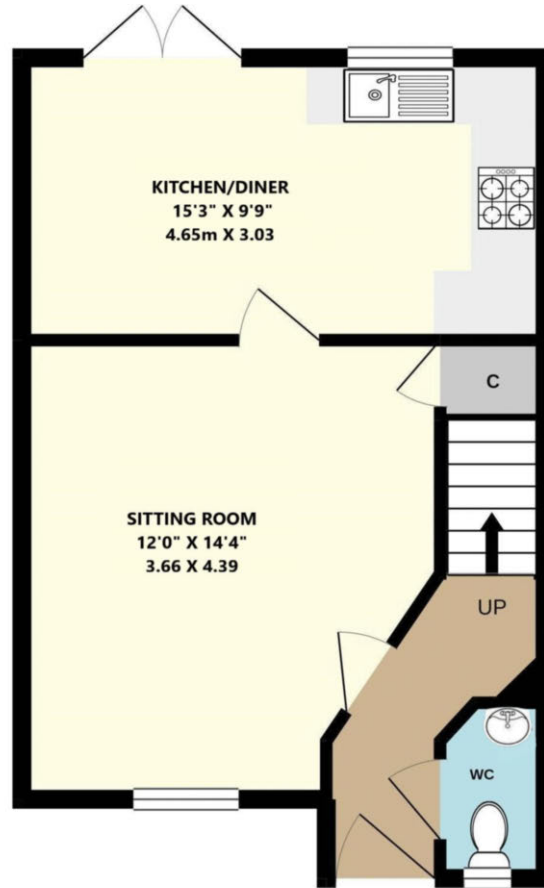 KITCHEN/DINER
15'3" X 9'9"
4.65m X 3.03
C
SITTING ROOM
12'0" X 14'4"
3.66 X 4.39
UP
WC